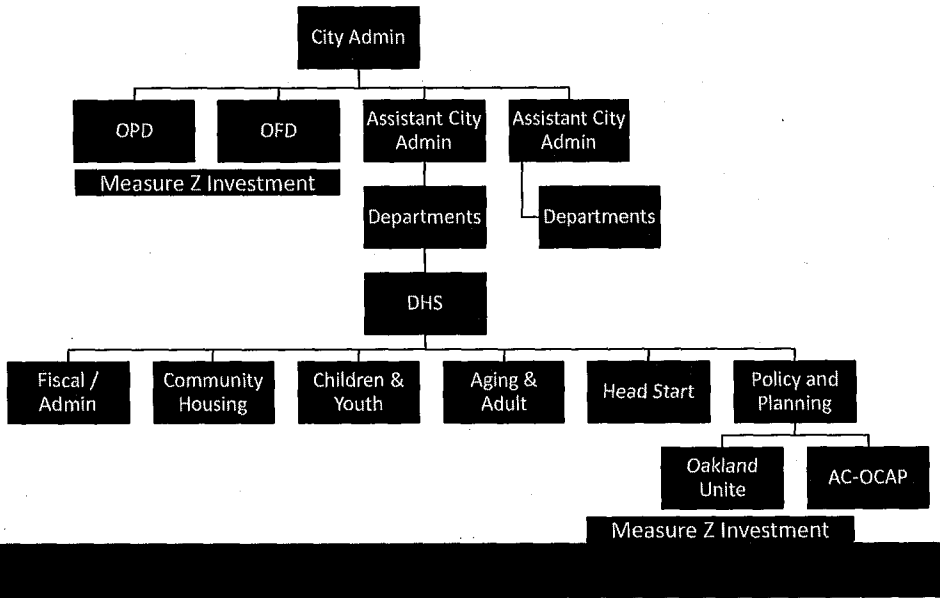 City Admin
OPD
OFD
Assistant City
Admin
Assistant City
Admin
Measure Z Investment
Departments
Departments
DHS
Fiscal /
Admin
Community
Housing
Children &
Youth
Aging &
Adult
Head Start
Policy and
Planning
Oakland
Unite
AC-OCAP
Measure Z Investment